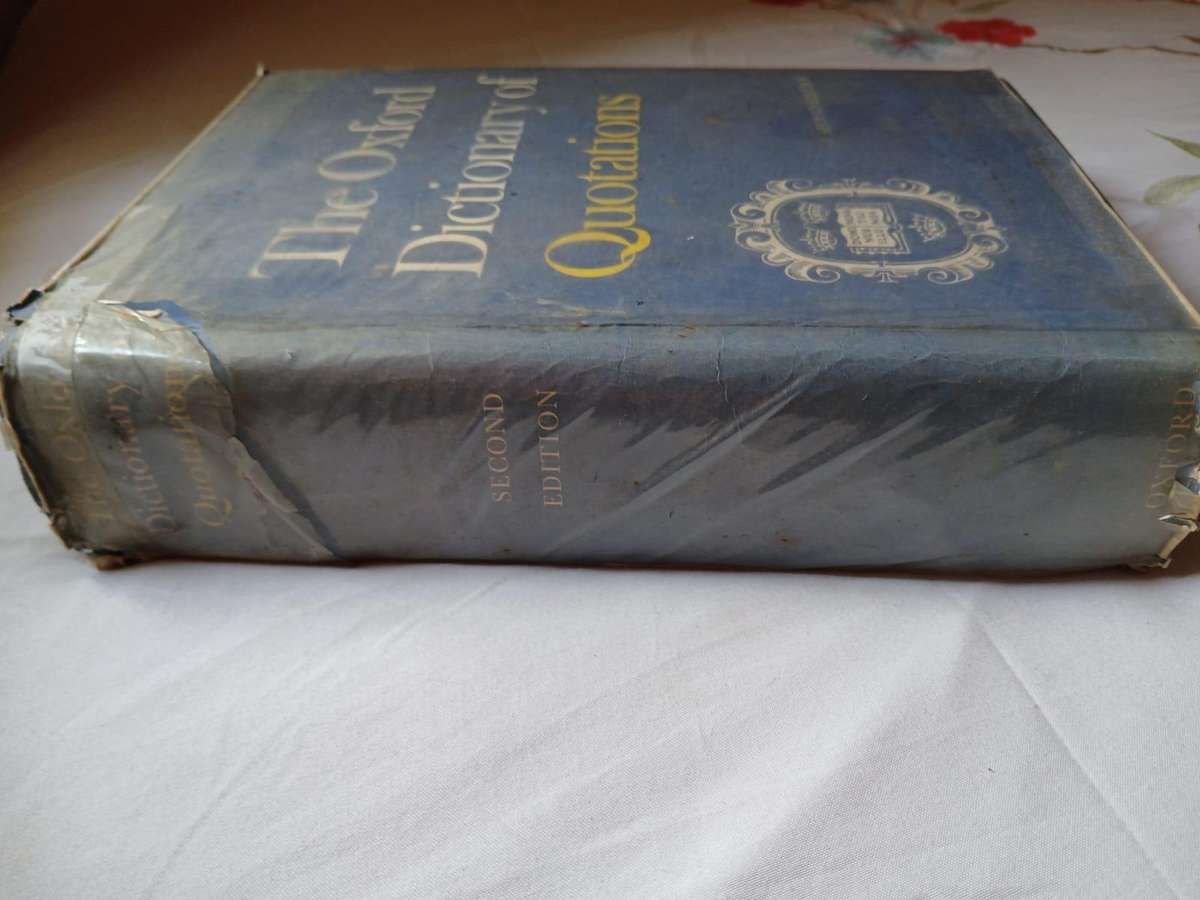 The Oxford
Dictionary of
Quotations
The Oxford
Dictionary
Quotations
SECOND
EDITION
OXFORD